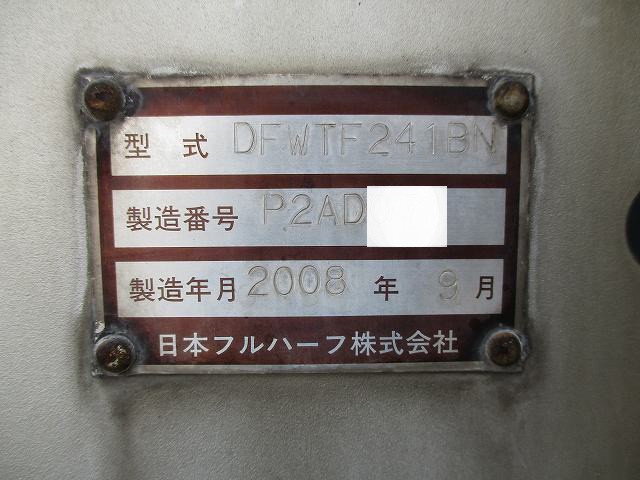 型式 DFWTF241BN
製造番号 P2AD
製造年月 2008 年 9 月
日本フルハーフ株式会社